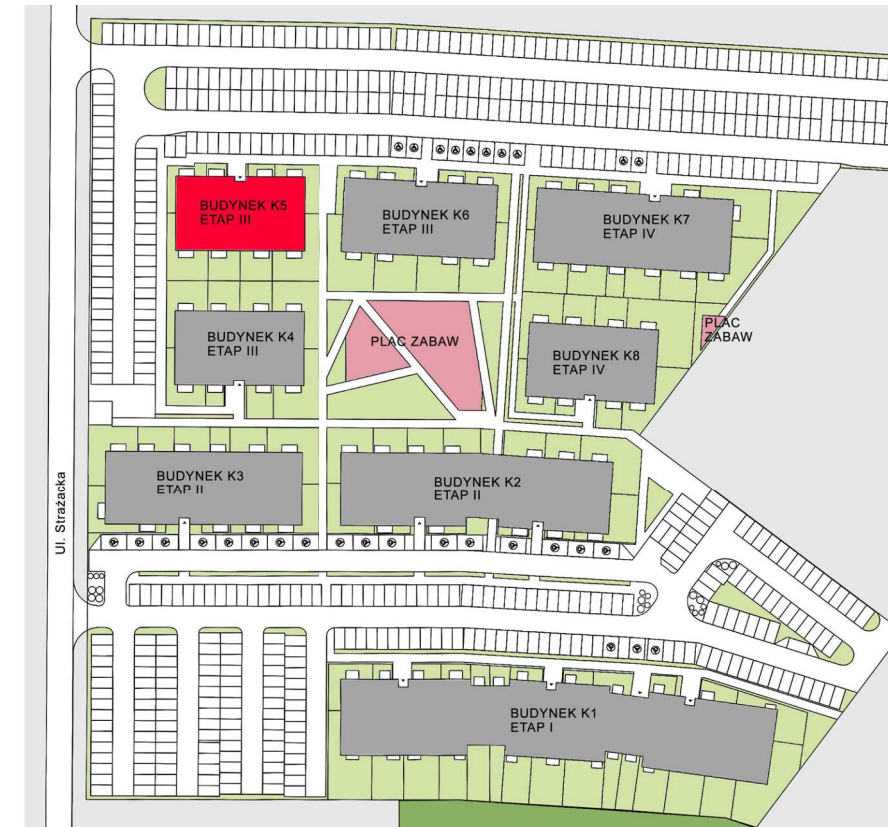 BUDYNEK K5
ETAP III
BUDYNEK K6
ETAP III
BUDYNEK K7
ETAP IV
BUDYNEK K4
ETAP III
PLAC ZABAW
BUDYNEK K8
ETAP IV
PLAC
ZABAW
BUDYNEK K3
ETAP II
BUDYNEK K2
ETAP II
Ul. Strażacka
BUDYNEK K1
ETAP I